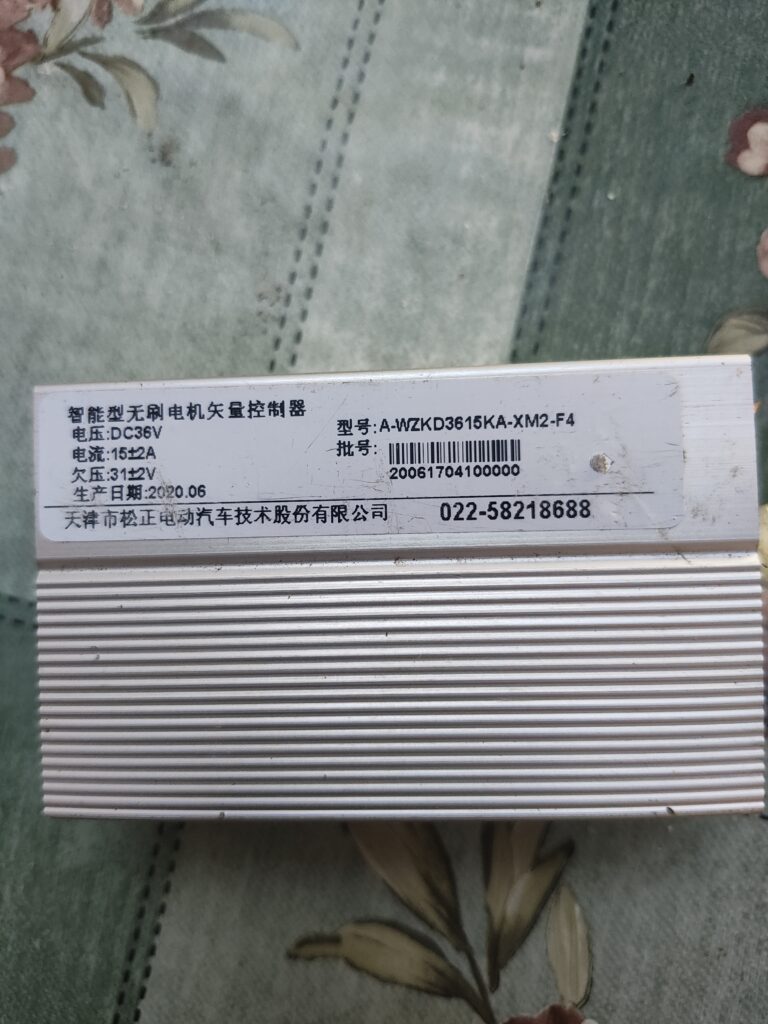 智能型无刷电机矢量控制器
电压:DC36V
电流:15±2A
欠压:31±2V
生产日期:2020.06
型号:A-WZKD3615KA-XM2-F4
批号:
20061704100000
天津市松正电动汽车技术股份有限公司 022-58218688